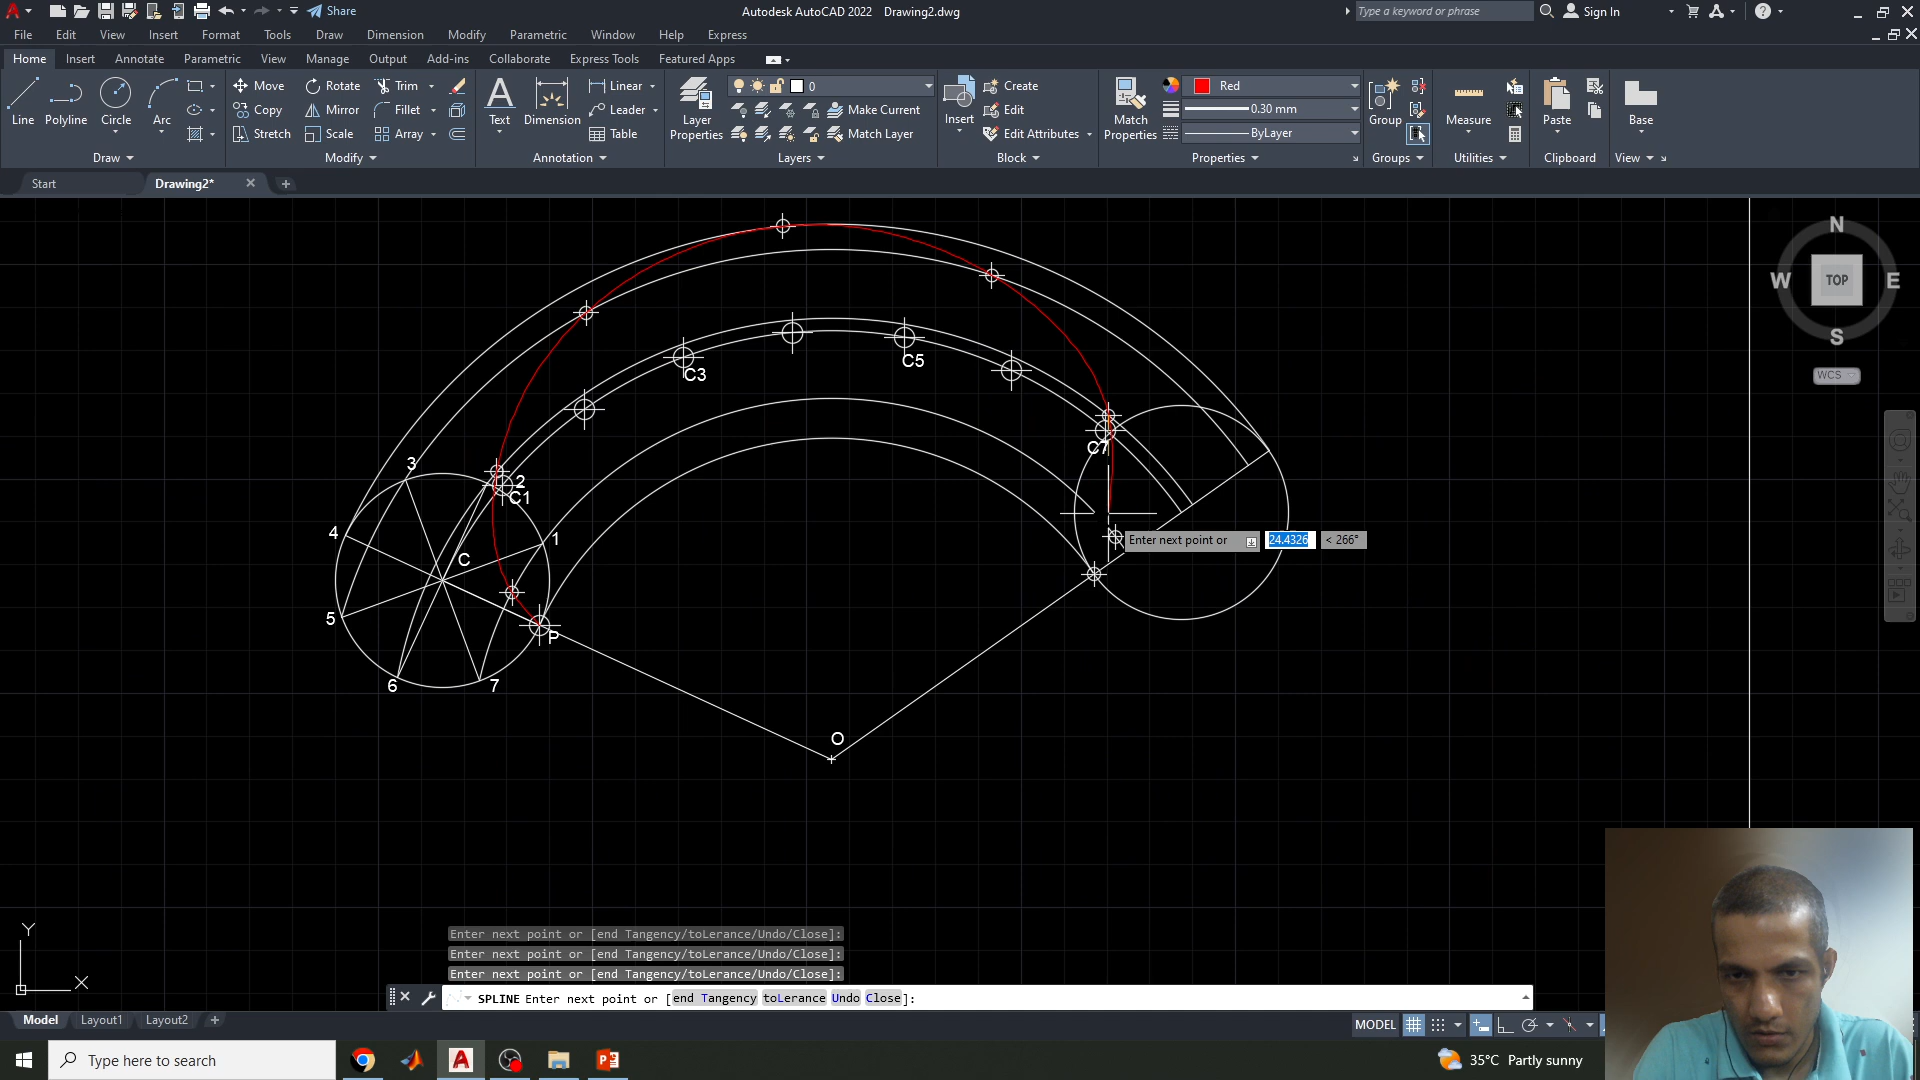 Share
Autodesk AutoCAD 2022 Drawing2.dwg
Type a keyword or phrase
Sign In
File Edit View Insert Format Tools Draw Dimension Modify Parametric Window Help Express
Home Insert Annotate Parametric View Manage Output Add-ins Collaborate Express Tools Featured Apps
Line Polyline Circle Arc
Move Rotate Trim
Copy Mirror Fillet
Stretch Scale Array
Text Dimension
Linear
Leader
Table
Layer Properties
0
Make Current
Match Layer
Insert
Create
Edit
Edit Attributes
Match Properties
Red
0.30 mm
ByLayer
Group
Measure
Paste
Base
Draw Modify Annotation Layers Block Properties Groups Utilities Clipboard View
Start Drawing2*
N
W TOP E
S
WCS
C3
C5
C7
3
2
C1
4
1
C
5
P
6
7
O
Enter next point or 24.4326 < 266°
Y
X
Enter next point or [end Tangency/toLerance/Undo/Close]:
Enter next point or [end Tangency/toLerance/Undo/Close]:
Enter next point or [end Tangency/toLerance/Undo/Close]:
SPLINE Enter next point or [end Tangency toLerance Undo Close]:
Model Layout1 Layout2
MODEL
Type here to search
35°C Partly sunny